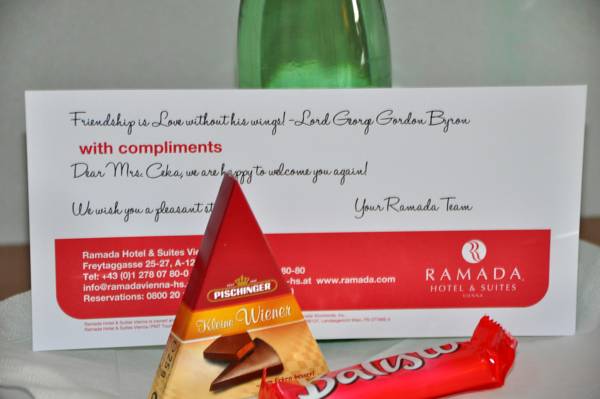 Friendship is Love without his wings! -Lord George Gordon Byron
with compliments
Dear Mrs. Ceka, we are happy to welcome you again!
We wish you a pleasant
Your Ramada Team
Ramada Hotel & Suites
Freytaggasse 25-27, A-12
Tel: +43 (0)1 278 07 80-0
80-80
info@ramadavienna-hs.
-hs.at www.ramada.com
Reservations: 0800 20
RAMADA
HOTEL & SUITES
VIENNA
PISCHINGER
Kleine Wiener